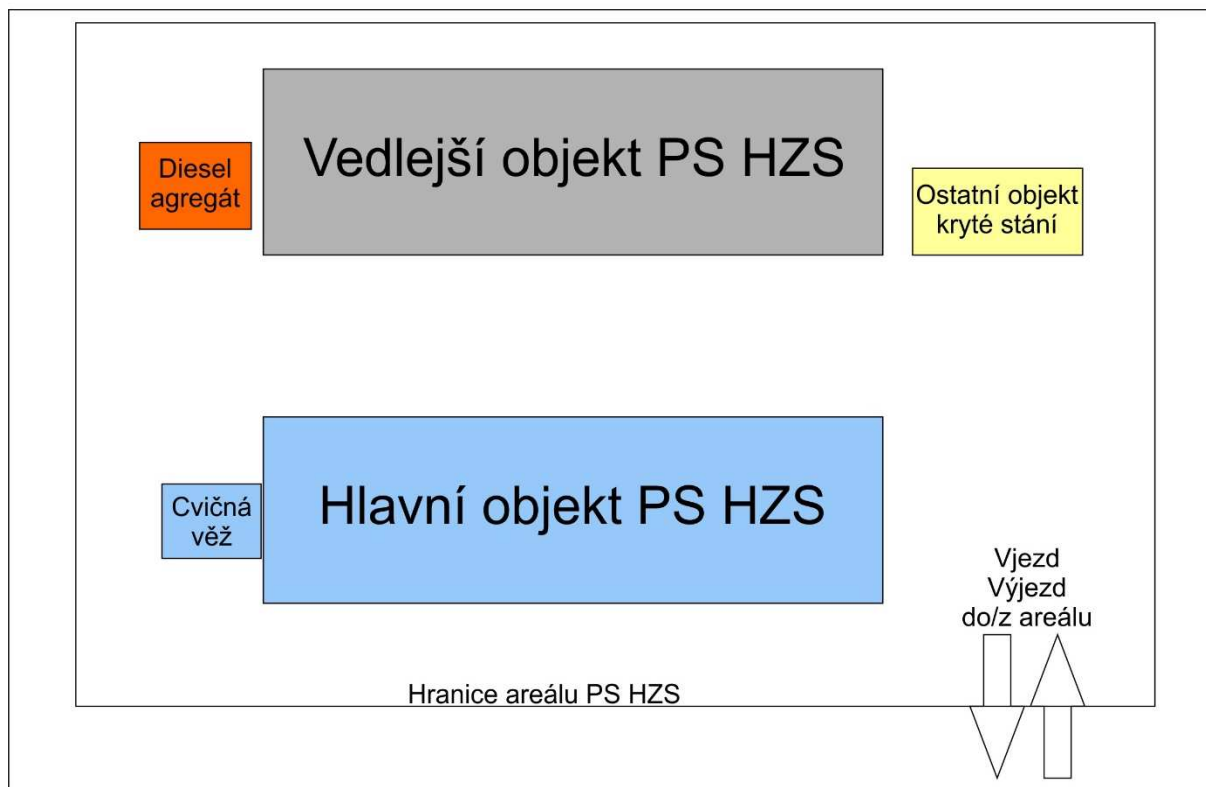 Vedlejší objekt PS HZS
Diesel
agregát
Ostatní objekt
kryté stání
Hlavní objekt PS HZS
Cvičná
věž
Vjezd
Výjezd
do/z areálu
Hranice areálu PS HZS